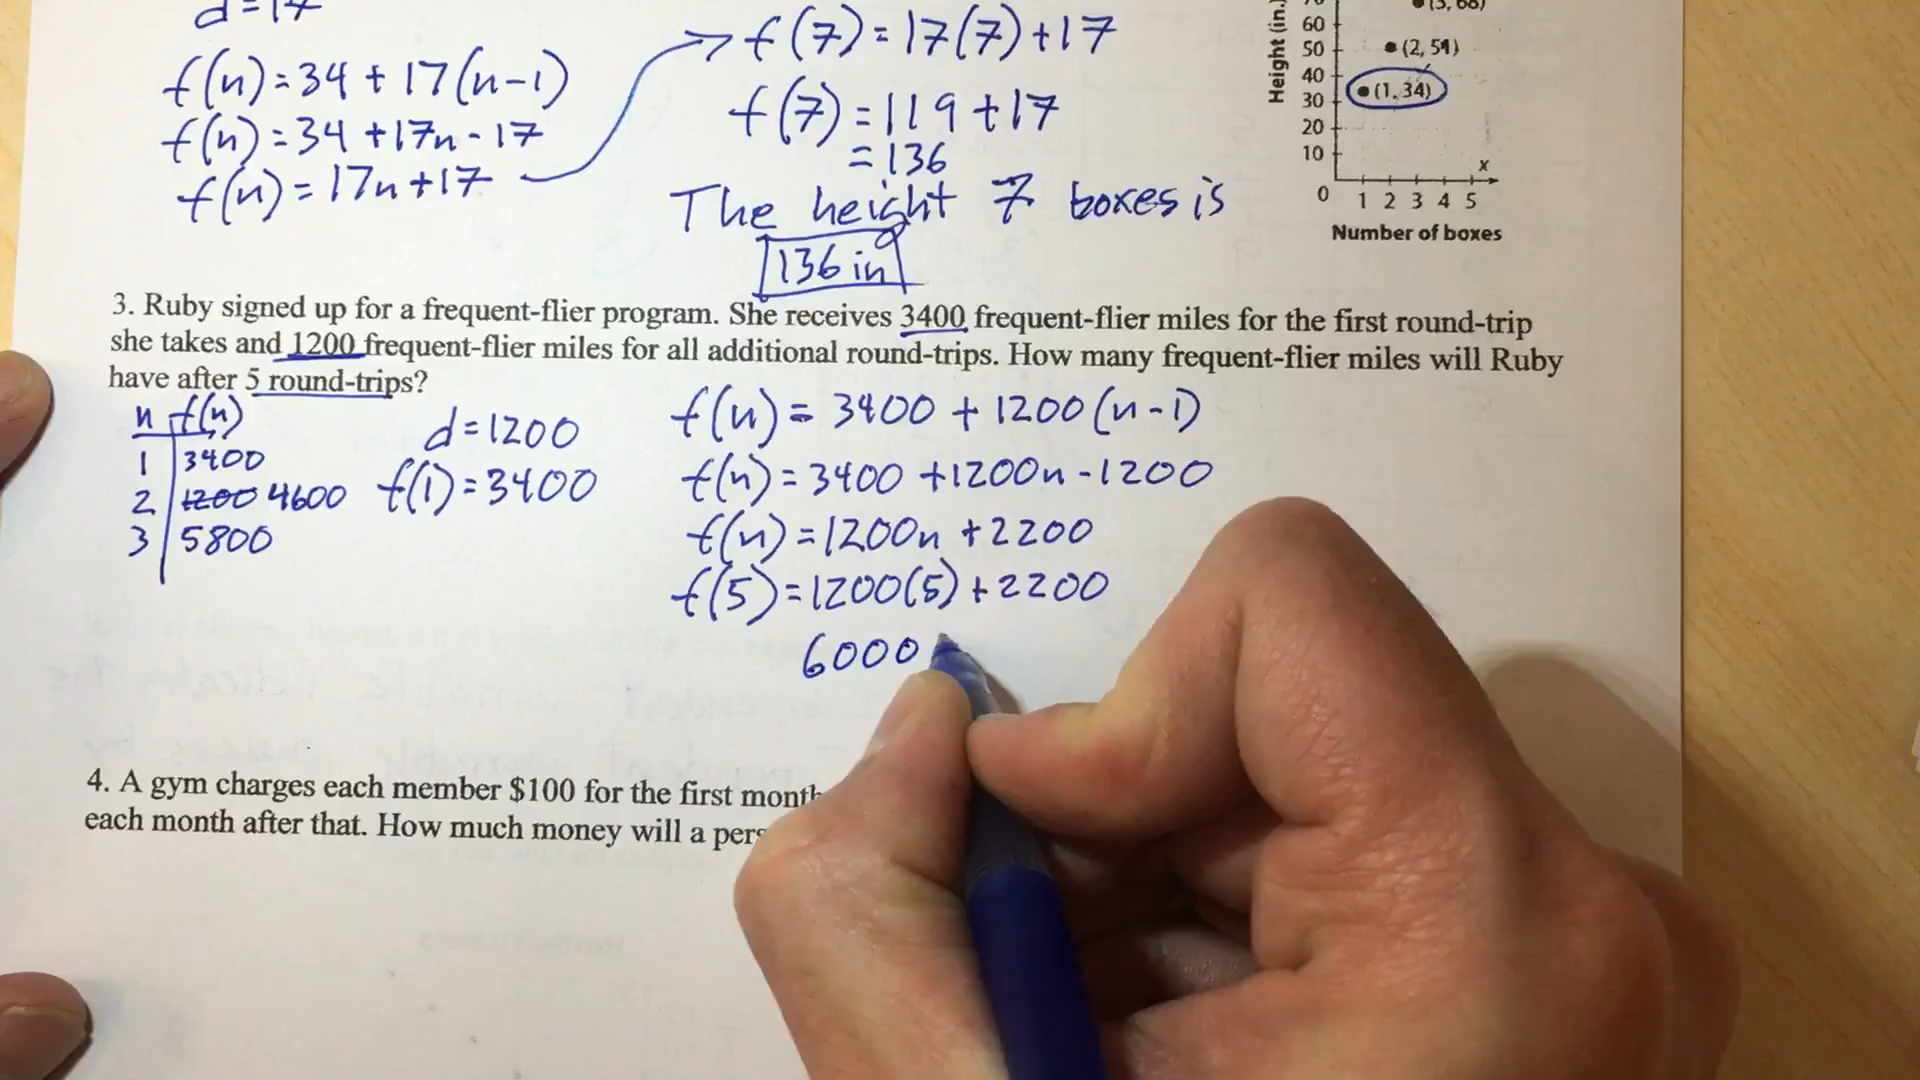 d=17
f(n)=34+17(n-1)
f(n)=34+17n-17
f(n)=17n+17
f(7)=17(7)+17
f(7)=119+17
=136
The height 7 boxes is
136 in
Height (in.)
60
50
40
30
20
10
0
(2, 51)
(1, 34)
x
1 2 3 4 5
Number of boxes
3. Ruby signed up for a frequent-flier program. She receives 3400 frequent-flier miles for the first round-trip
she takes and 1200 frequent-flier miles for all additional round-trips. How many frequent-flier miles will Ruby
have after 5 round-trips?
n f(n)
1 3400
2 1200 4600
3 5800
d=1200
f(1)=3400
f(n)=3400+1200(n-1)
f(n)=3400+1200n-1200
f(n)=1200n+2200
f(5)=1200(5)+2200
6000
4. A gym charges each member $100 for the first month
each month after that. How much money will a pers